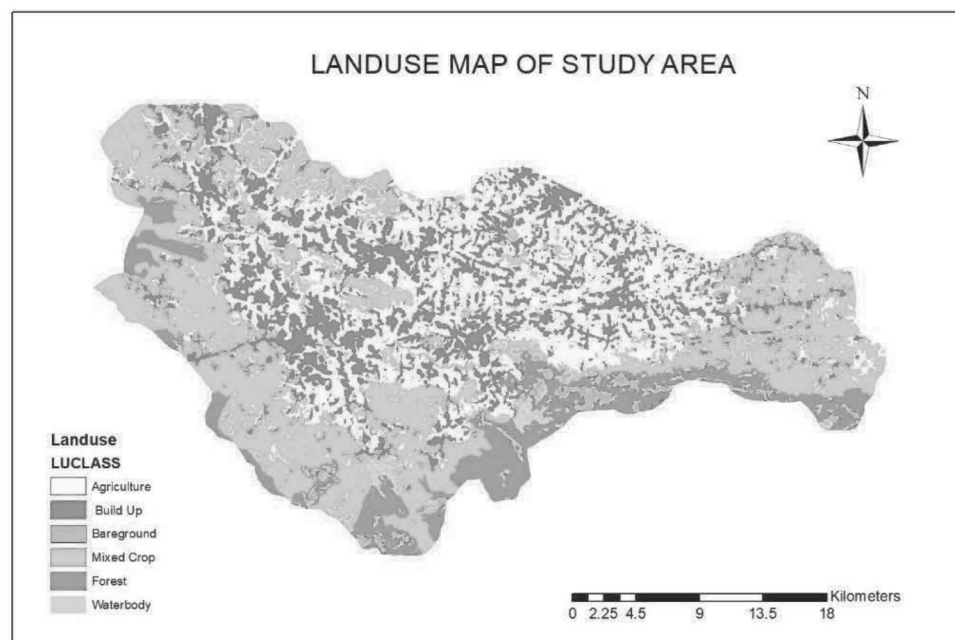 LANDUSE MAP OF STUDY AREA
N
Landuse
LUCLASS
Agriculture
Build Up
Bareground
Mixed Crop
Forest
Waterbody
Kilometers
0 2.25 4.5 9 13.5 18